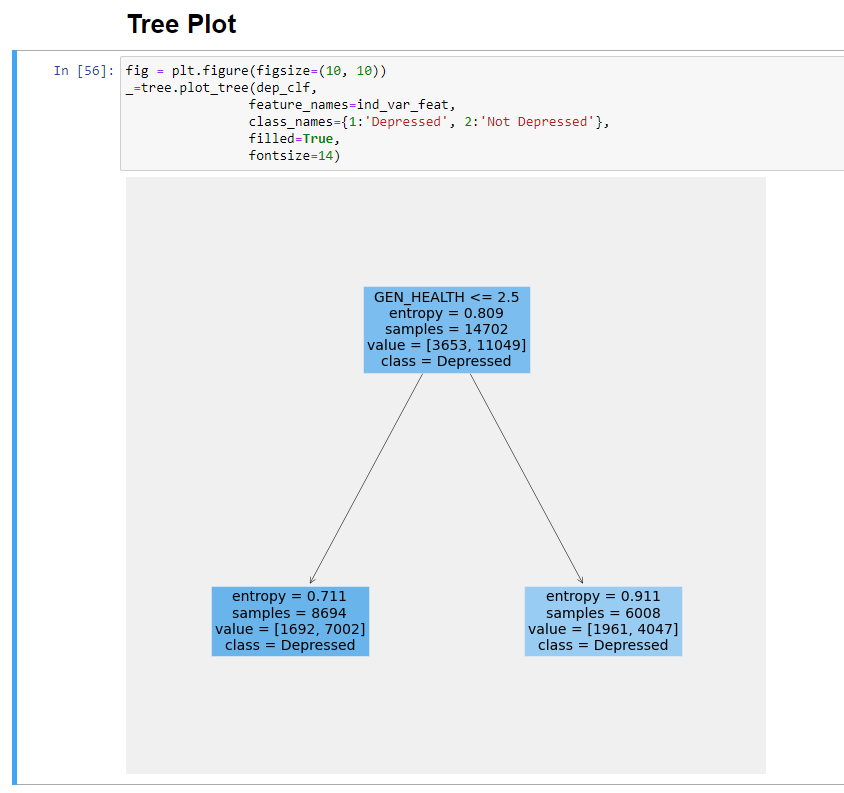 Tree Plot
In [56]: fig = plt.figure(figsize=(10, 10))
_=tree.plot_tree(dep_clf,
feature_names=ind_var_feat,
class_names={1:'Depressed', 2:'Not Depressed'},
filled=True,
fontsize=14)
GEN_HEALTH <= 2.5
entropy = 0.809
samples = 14702
value = [3653, 11049]
class = Depressed
entropy = 0.711
samples = 8694
value = [1692, 7002]
class = Depressed
entropy = 0.911
samples = 6008
value = [1961, 4047]
class = Depressed